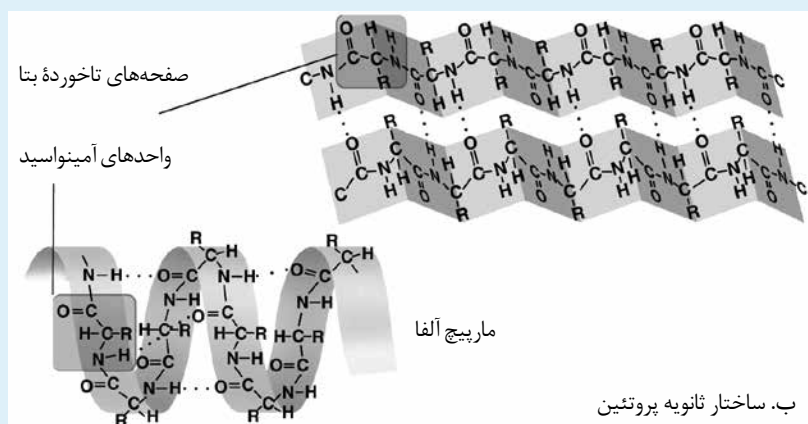 صفحه‌های تاخوردهٔ بتا
واحدهای آمینواسید
مارپیچ آلفا
ب. ساختار ثانویه پروتئین